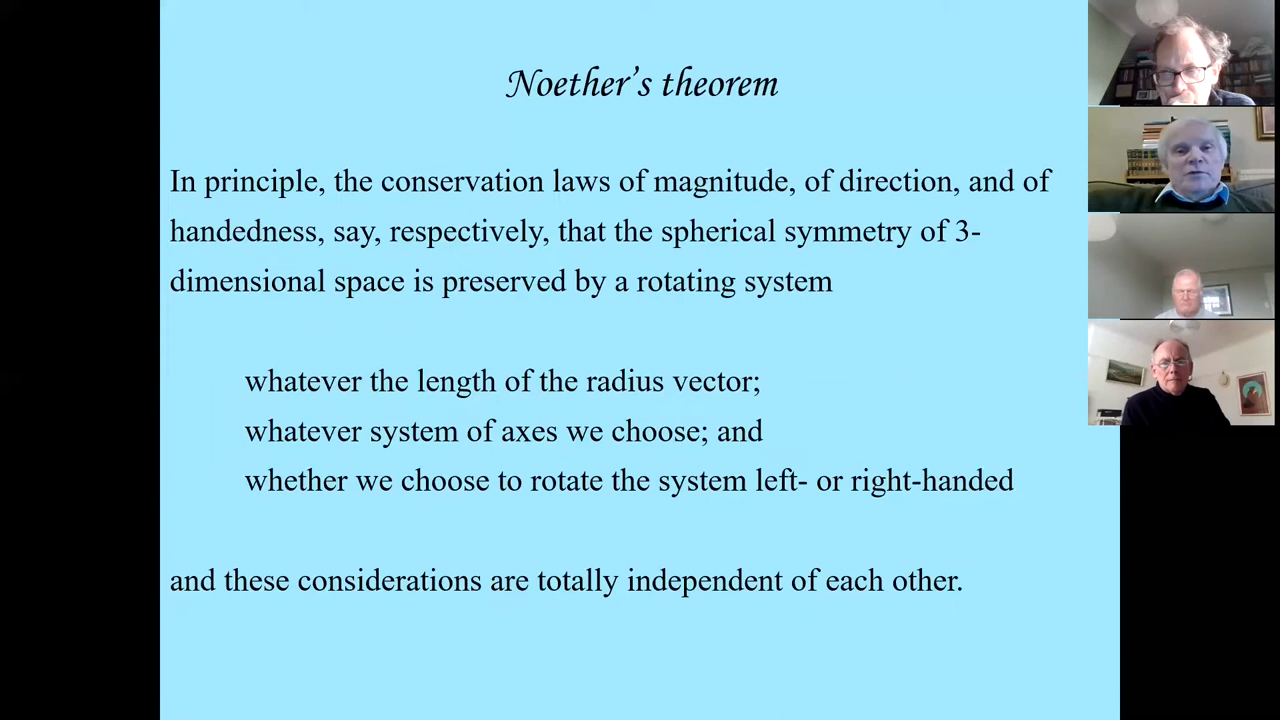 Noether’s theorem
In principle, the conservation laws of magnitude, of direction, and of
handedness, say, respectively, that the spherical symmetry of 3-
dimensional space is preserved by a rotating system
whatever the length of the radius vector;
whatever system of axes we choose; and
whether we choose to rotate the system left- or right-handed
and these considerations are totally independent of each other.